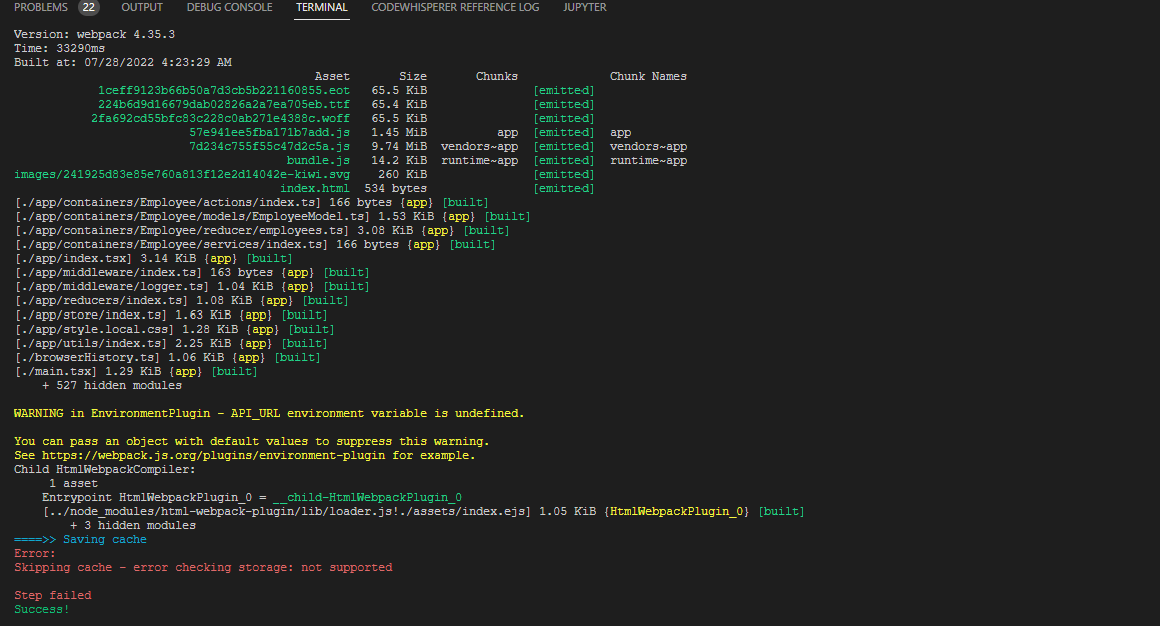 PROBLEMS 22 OUTPUT DEBUG CONSOLE TERMINAL CODEWHISPERER REFERENCE LOG JUPYTER
Version: webpack 4.35.3
Time: 33290ms
Built at: 07/28/2022 4:23:29 AM
Asset Size Chunks Chunk Names
1ceff9123b66b50a7d3cb5b221160855.eot 65.5 KiB [emitted]
224b6d9d16679dab02826a2a7ea705eb.ttf 65.4 KiB [emitted]
2fa692cd55bfc83c228c0ab271e4388c.woff 65.5 KiB [emitted]
57e941ee5fba171b7add.js 1.45 MiB app [emitted] app
7d234c755f55c47d2c5a.js 9.74 MiB vendors~app [emitted] vendors~app
bundle.js 14.2 KiB runtime~app [emitted] runtime~app
images/241925d83e85e760a813f12e2d14042e-kiwi.svg 260 KiB [emitted]
index.html 534 bytes [emitted]
[./app/containers/Employee/actions/index.ts] 166 bytes {app} [built]
[./app/containers/Employee/models/EmployeeModel.ts] 1.53 KiB {app} [built]
[./app/containers/Employee/reducer/employees.ts] 3.08 KiB {app} [built]
[./app/containers/Employee/services/index.ts] 166 bytes {app} [built]
[./app/index.tsx] 3.14 KiB {app} [built]
[./app/middleware/index.ts] 163 bytes {app} [built]
[./app/middleware/logger.ts] 1.04 KiB {app} [built]
[./app/reducers/index.ts] 1.08 KiB {app} [built]
[./app/store/index.ts] 1.63 KiB {app} [built]
[./app/style.local.css] 1.28 KiB {app} [built]
[./app/utils/index.ts] 2.25 KiB {app} [built]
[./browserHistory.ts] 1.06 KiB {app} [built]
[./main.tsx] 1.29 KiB {app} [built]
+ 527 hidden modules
WARNING in EnvironmentPlugin - API_URL environment variable is undefined.
You can pass an object with default values to suppress this warning.
See https://webpack.js.org/plugins/environment-plugin for example.
Child HtmlWebpackCompiler:
1 asset
Entrypoint HtmlWebpackPlugin_0 = __child-HtmlWebpackPlugin_0
[../node_modules/html-webpack-plugin/lib/loader.js!./assets/index.ejs] 1.05 KiB {HtmlWebpackPlugin_0} [built]
+ 3 hidden modules
====>> Saving cache
Error:
Skipping cache - error checking storage: not supported
Step failed
Success!